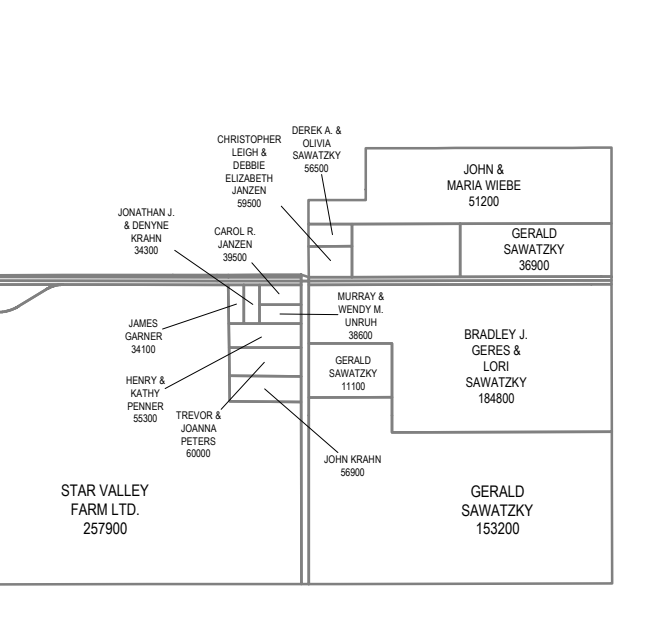 DEREK A. &
OLIVIA
SAWATZKY
56500
CHRISTOPHER
LEIGH &
DEBBIE
ELIZABETH
JANZEN
59500
JOHN &
MARIA WIEBE
51200
JONATHAN J.
& DENYNE
KRAHN
34300
CAROL R.
JANZEN
39500
GERALD
SAWATZKY
36900
MURRAY &
WENDY M.
UNRUH
38600
JAMES
GARNER
34100
BRADLEY J.
GERES &
LORI
SAWATZKY
184800
GERALD
SAWATZKY
11100
HENRY &
KATHY
PENNER
55300
TREVOR &
JOANNA
PETERS
60000
JOHN KRAHN
56900
STAR VALLEY
FARM LTD.
257900
GERALD
SAWATZKY
153200